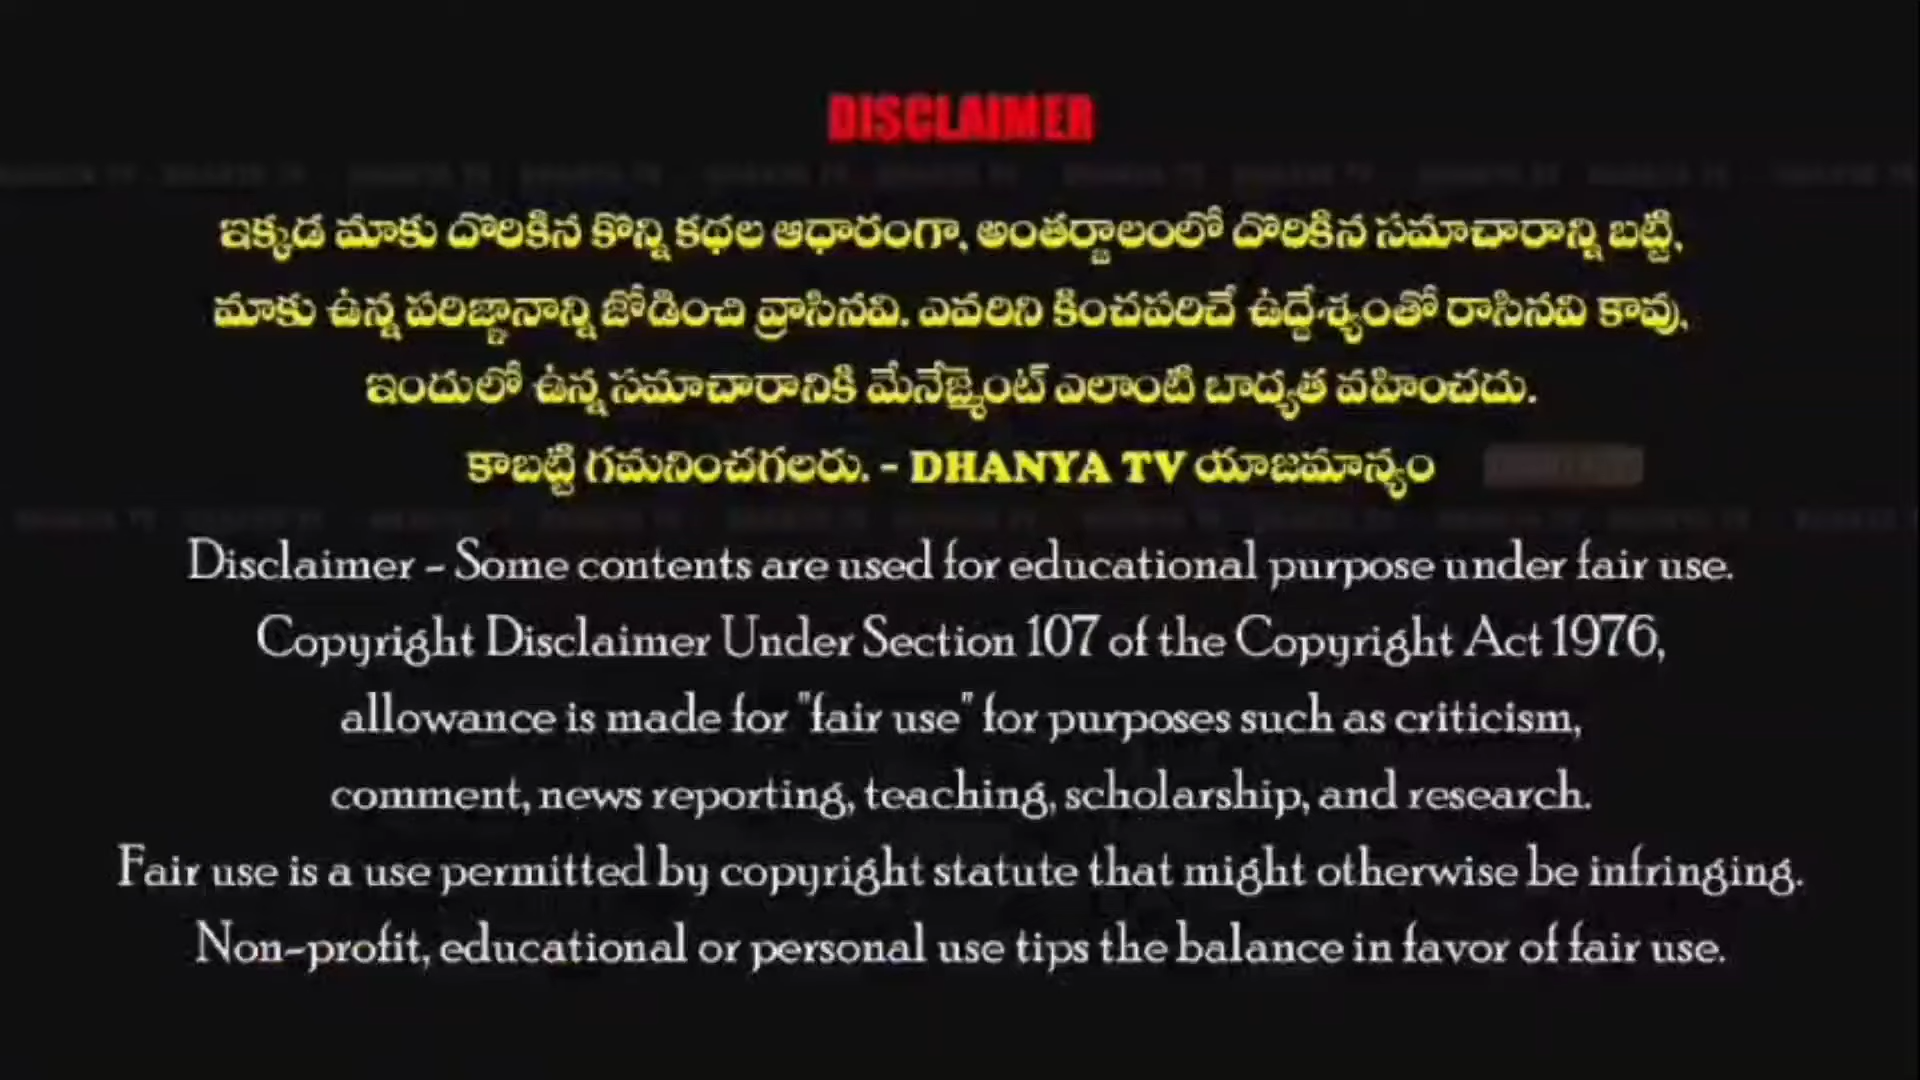 DISCLAIMER
ఇక్కడ మాకు దొరికిన కొన్ని కథల ఆధారంగా, అంతర్జాలంలో దొరికిన సమాచారాన్ని బట్టి,
మాకు ఉన్న పరిజ్ఞానాన్ని జోడించి వ్రాసినవి. ఎవరిని కించపరిచే ఉద్దేశ్యంతో రాసినవి కావు,
ఇందులో ఉన్న సమాచారానికి మేనేజ్మెంట్ ఎలాంటి బాద్యత వహించదు.
కాబట్టి గమనించగలరు. - DHANYA TV యాజమాన్యం
Disclaimer - Some contents are used for educational purpose under fair use.
Copyright Disclaimer Under Section 107 of the Copyright Act 1976,
allowance is made for "fair use" for purposes such as criticism,
comment, news reporting, teaching, scholarship, and research.
Fair use is a use permitted by copyright statute that might otherwise be infringing.
Non-profit, educational or personal use tips the balance in favor of fair use.